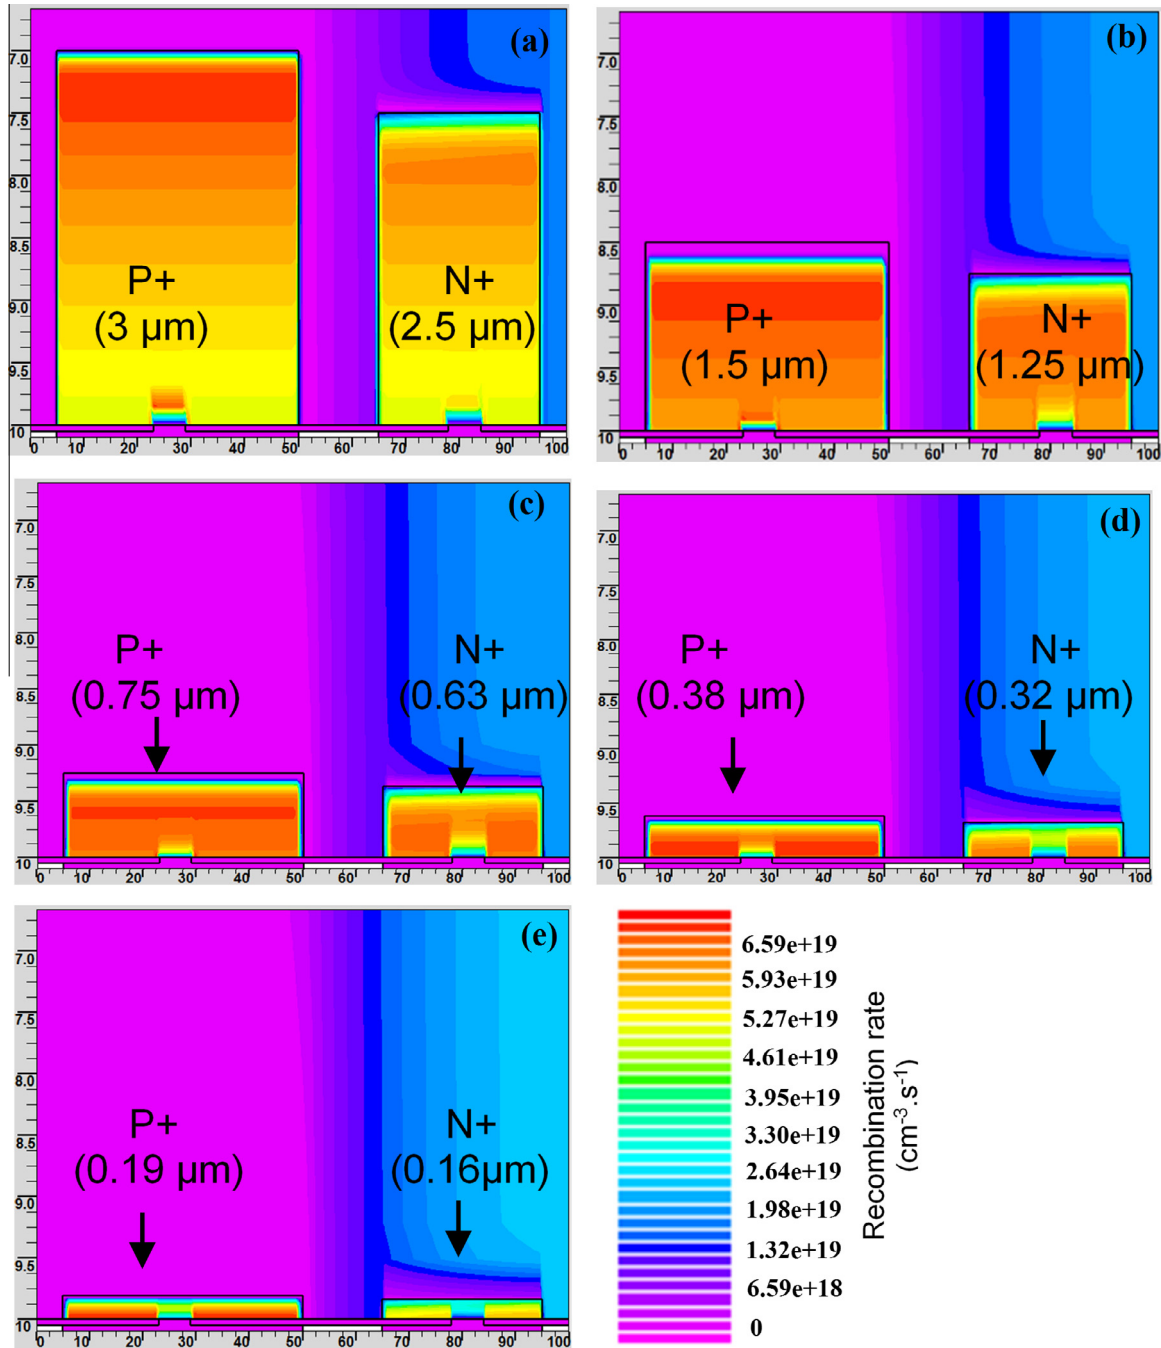 (a)
7.0
7.5
8.0
8.5
9.0
9.5
10
P+
(3 µm)
N+
(2.5 µm)
0 10 20 30 40 50 60 70 80 90 100
(b)
7.0
7.5
8.0
8.5
9.0
9.5
10
P+
(1.5 µm)
N+
(1.25 µm)
0 10 20 30 40 50 60 70 80 90 100
(c)
7.0
7.5
8.0
8.5
9.0
9.5
10
P+
(0.75 µm)
N+
(0.63 µm)
0 10 20 30 40 50 60 70 80 90 100
(d)
7.0
7.5
8.0
8.5
9.0
9.5
10
P+
(0.38 µm)
N+
(0.32 µm)
0 10 20 30 40 50 60 70 80 90 100
(e)
7.0
7.5
8.0
8.5
9.0
9.5
10
P+
(0.19 µm)
N+
(0.16µm)
0 10 20 30 40 50 60 70 80 90 100
6.59e+19
5.93e+19
5.27e+19
4.61e+19
3.95e+19
3.30e+19
2.64e+19
1.98e+19
1.32e+19
6.59e+18
0
Recombination rate
(cm⁻³.s⁻¹)